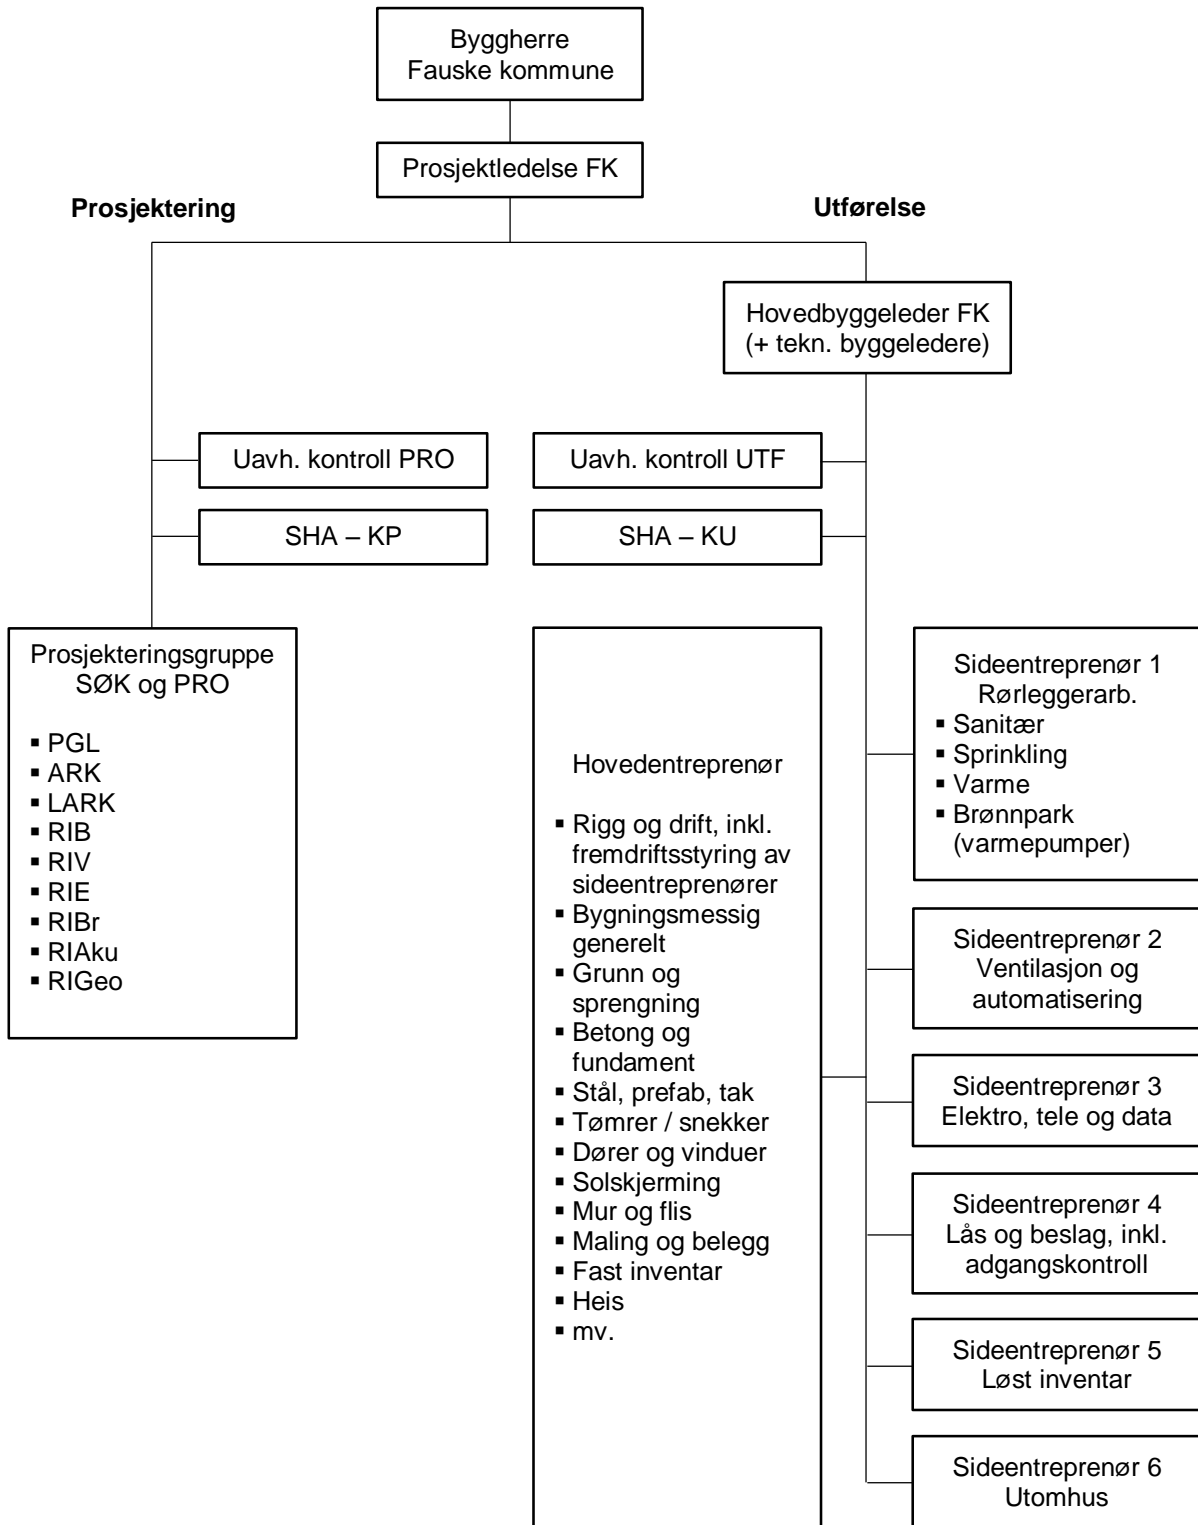 Byggherre
Fauske kommune
Prosjektledelse FK
Prosjektering
Utførelse
Hovedbyggeleder FK
(+ tekn. byggeledere)
Uavh. kontroll PRO
Uavh. kontroll UTF
SHA – KP
SHA – KU
Prosjekteringsgruppe
SØK og PRO
▪ PGL
▪ ARK
▪ LARK
▪ RIB
▪ RIV
▪ RIE
▪ RIBr
▪ RIAku
▪ RIGeo
Hovedentreprenør
▪ Rigg og drift, inkl.
fremdriftsstyring av
sideentreprenører
▪ Bygningsmessig
generelt
▪ Grunn og
sprengning
▪ Betong og
fundament
▪ Stål, prefab, tak
▪ Tømrer / snekker
▪ Dører og vinduer
▪ Solskjerming
▪ Mur og flis
▪ Maling og belegg
▪ Fast inventar
▪ Heis
▪ mv.
Sideentreprenør 1
Rørleggerarb.
▪ Sanitær
▪ Sprinkling
▪ Varme
▪ Brønnpark
(varmepumper)
Sideentreprenør 2
Ventilasjon og
automatisering
Sideentreprenør 3
Elektro, tele og data
Sideentreprenør 4
Lås og beslag, inkl.
adgangskontroll
Sideentreprenør 5
Løst inventar
Sideentreprenør 6
Utomhus